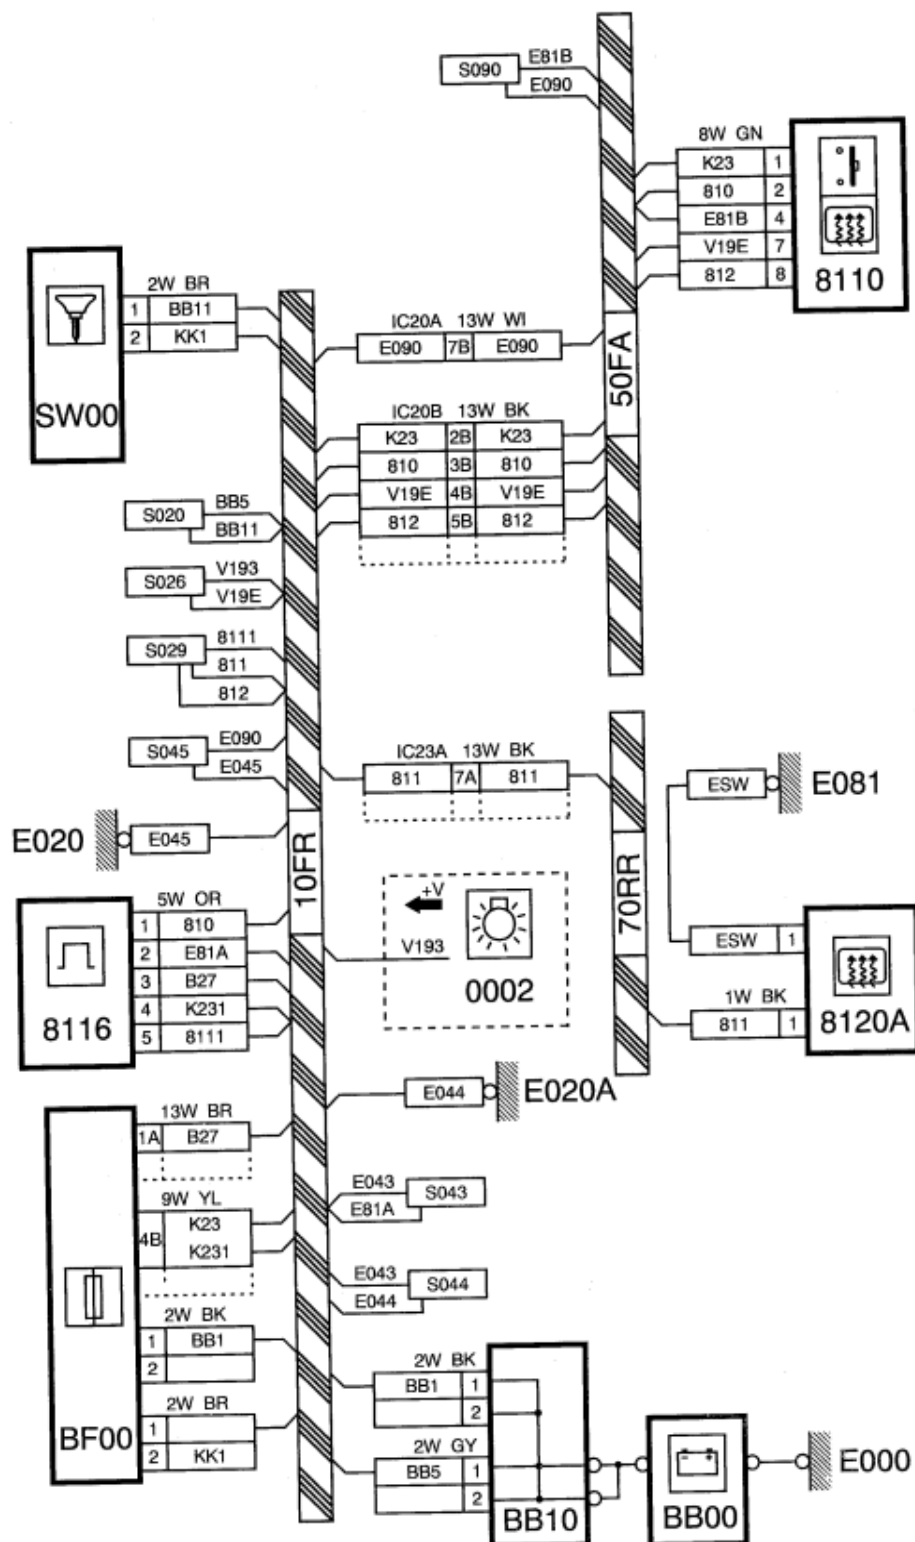 S090
E81B
E090
8W GN
K23 1
810 2
E81B 4
V19E 7
812 8
8110
50FA
SW00
2W BR
1 BB11
2 KK1
IC20A 13W WI
E090 7B E090
IC20B 13W BK
K23 2B K23
810 3B 810
V19E 4B V19E
812 5B 812
S020
BB5
BB11
S026
V193
V19E
S029
8111
811
812
S045
E090
E045
IC23A 13W BK
811 7A 811
ESW
E081
E020
E045
10FR
70RR
+V
V193
0002
5W OR
1 810
2 E81A
3 B27
4 K231
5 8111
8116
ESW 1
1W BK
811 1
8120A
E044
E020A
13W BR
1A B27
9W YL
4B K23
K231
E043
E81A
S043
E043
E044
S044
2W BK
1 BB1
2
2W BR
1
2 KK1
BF00
2W BK
BB1 1
2
2W GY
BB5 1
2
BB10
BB00
E000